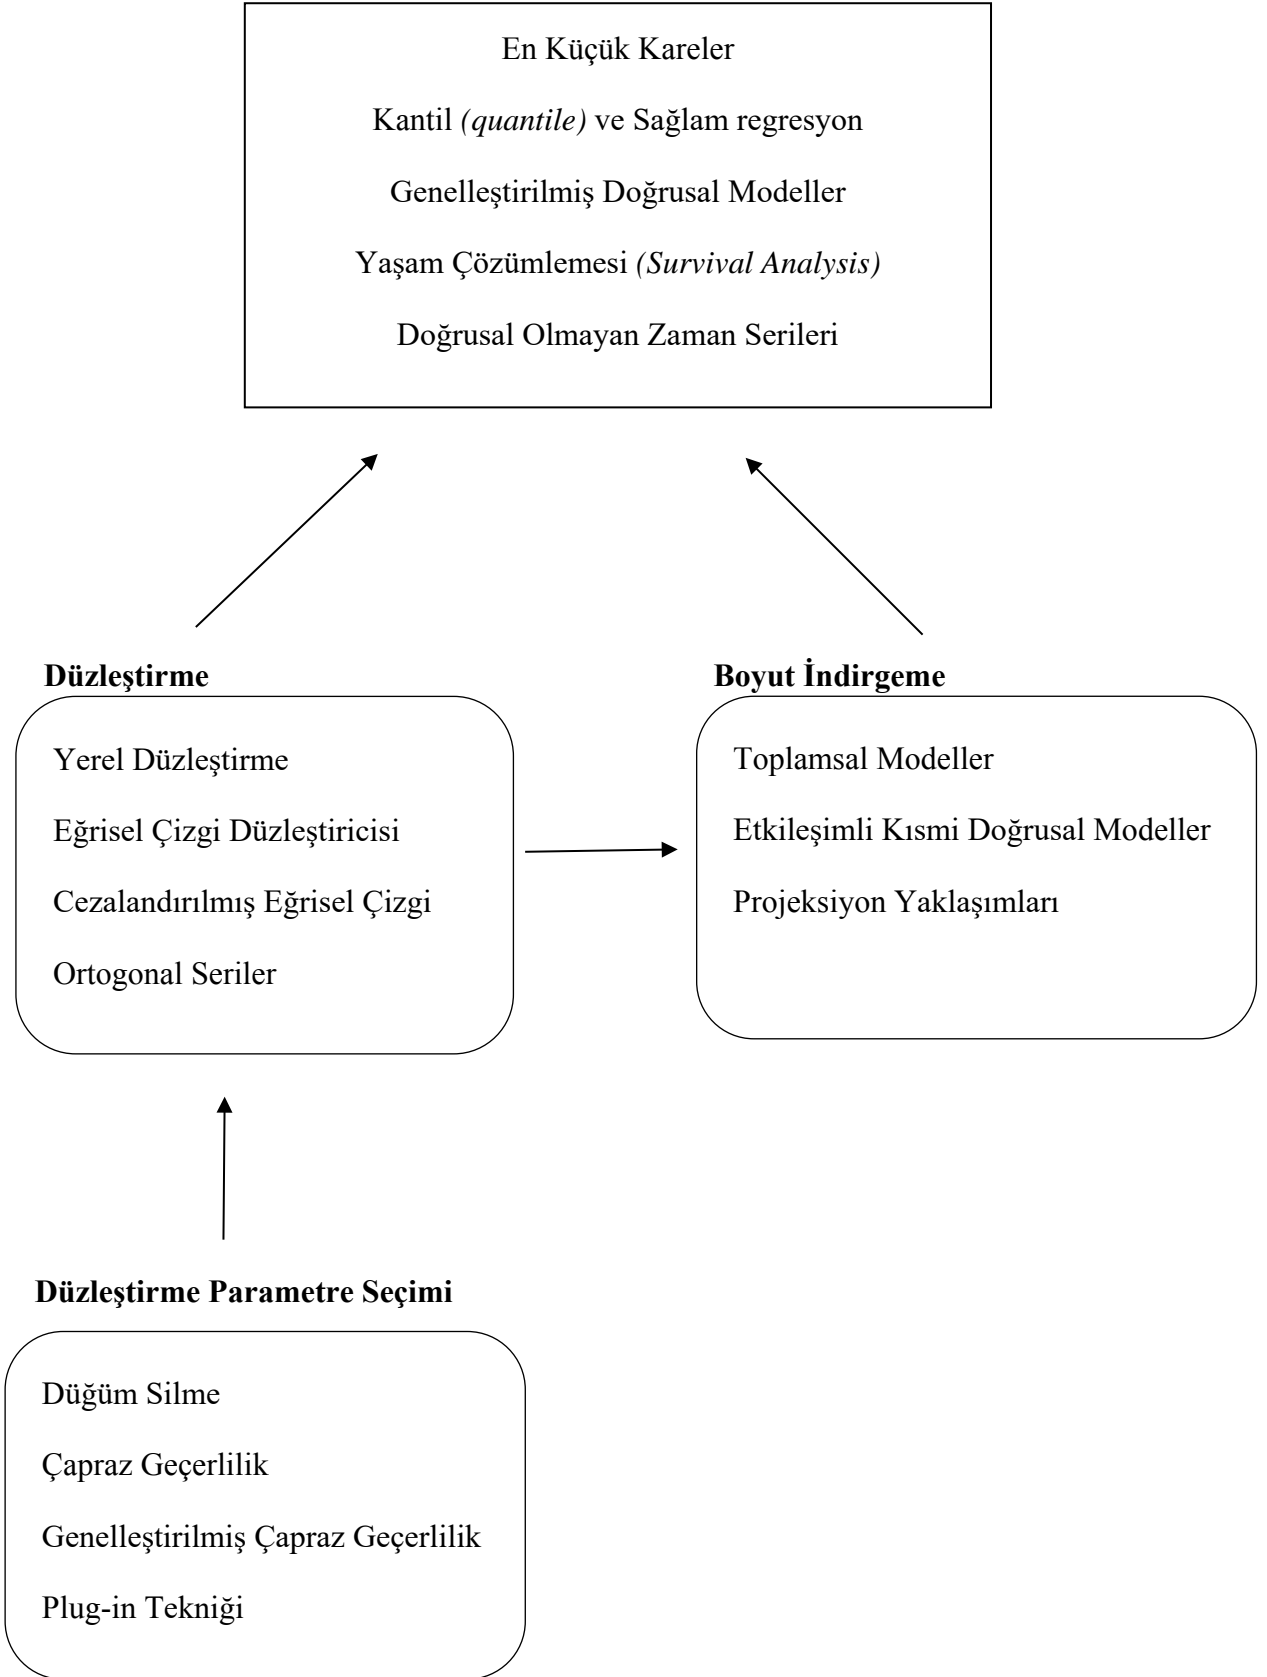 En Küçük Kareler
Kantil (quantile) ve Sağlam regresyon
Genelleştirilmiş Doğrusal Modeller
Yaşam Çözümlemesi (Survival Analysis)
Doğrusal Olmayan Zaman Serileri
Düzleştirme
Yerel Düzleştirme
Eğrisel Çizgi Düzleştiricisi
Cezalandırılmış Eğrisel Çizgi
Ortogonal Seriler
Boyut İndirgeme
Toplamsal Modeller
Etkileşimli Kısmi Doğrusal Modeller
Projeksiyon Yaklaşımları
Düzleştirme Parametre Seçimi
Düğüm Silme
Çapraz Geçerlilik
Genelleştirilmiş Çapraz Geçerlilik
Plug-in Tekniği